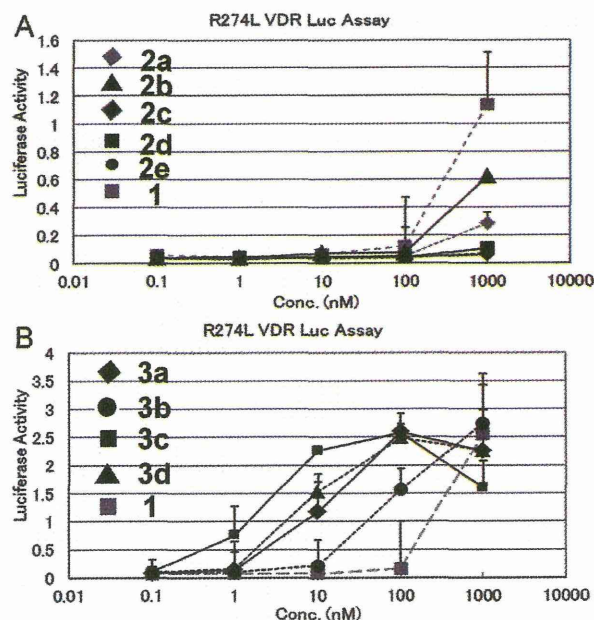 A
R274L VDR Luc Assay
Luciferase Activity
1.6
1.4
1.2
1
0.8
0.6
0.4
0.2
0
2a
2b
2c
2d
2e
1
0.01
0.1
1
10
100
1000
10000
Conc. (nM)
B
R274L VDR Luc Assay
Luciferase Activity
4
3.5
3
2.5
2
1.5
1
0.5
0
3a
3b
3c
3d
1
0.01
0.1
1
10
100
1000
10000
Conc. (nM)